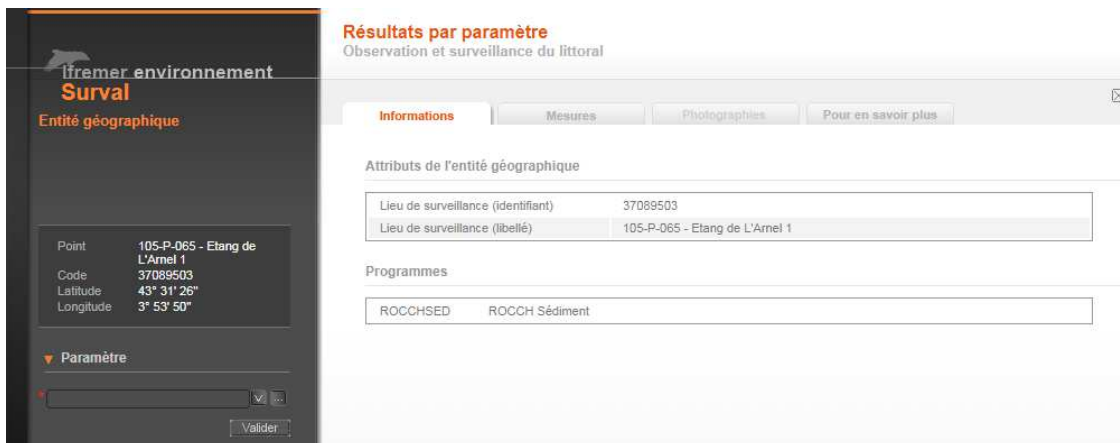 Ifremer environnement
Surval
Entité géographique
Point 105-P-065 - Etang de
L'Arnel 1
Code 37089503
Latitude 43° 31' 26"
Longitude 3° 53' 50"
Paramètre
*
...
Valider
Résultats par paramètre
Observation et surveillance du littoral
Informations Mesures Photographies Pour en savoir plus
Attributs de l'entité géographique
Lieu de surveillance (identifiant) 37089503
Lieu de surveillance (libellé) 105-P-065 - Etang de L'Arnel 1
Programmes
ROCCHSED ROCCH Sédiment